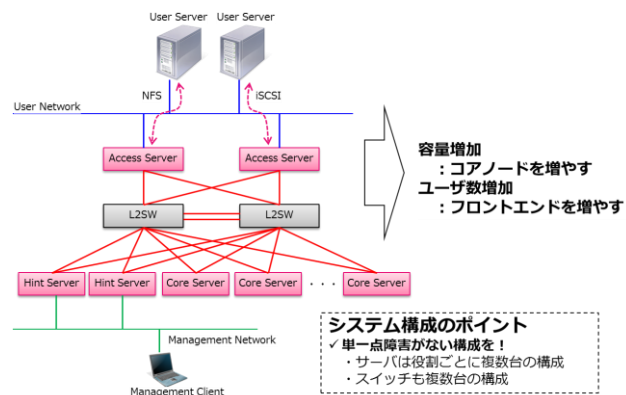 User Server User Server
NFS iSCSI
User Network
Access Server Access Server
L2SW L2SW
Hint Server Hint Server Core Server Core Server ・・・ Core Server
Management Network
Management Client
容量増加
：コアノードを増やす
ユーザ数増加
：フロントエンドを増やす
システム構成のポイント
✓単一点障害がない構成を！
・サーバは役割ごとに複数台の構成
・スイッチも複数台の構成